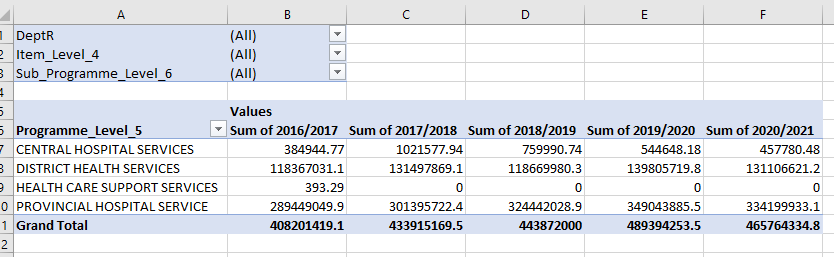 A B C D E F
1 DeptR (All)
2 Item_Level_4 (All)
3 Sub_Programme_Level_6 (All)
4
5 Values
6 Programme_Level_5 Sum of 2016/2017 Sum of 2017/2018 Sum of 2018/2019 Sum of 2019/2020 Sum of 2020/2021
7 CENTRAL HOSPITAL SERVICES 384944.77 1021577.94 759990.74 544648.18 457780.48
8 DISTRICT HEALTH SERVICES 118367031.1 131497869.1 118669980.3 139805719.8 131106621.2
9 HEALTH CARE SUPPORT SERVICES 393.29 0 0 0 0
0 PROVINCIAL HOSPITAL SERVICE 289449049.9 301395722.4 324442028.9 349043885.5 334199933.1
1 Grand Total 408201419.1 433915169.5 443872000 489394253.5 465764334.8
2